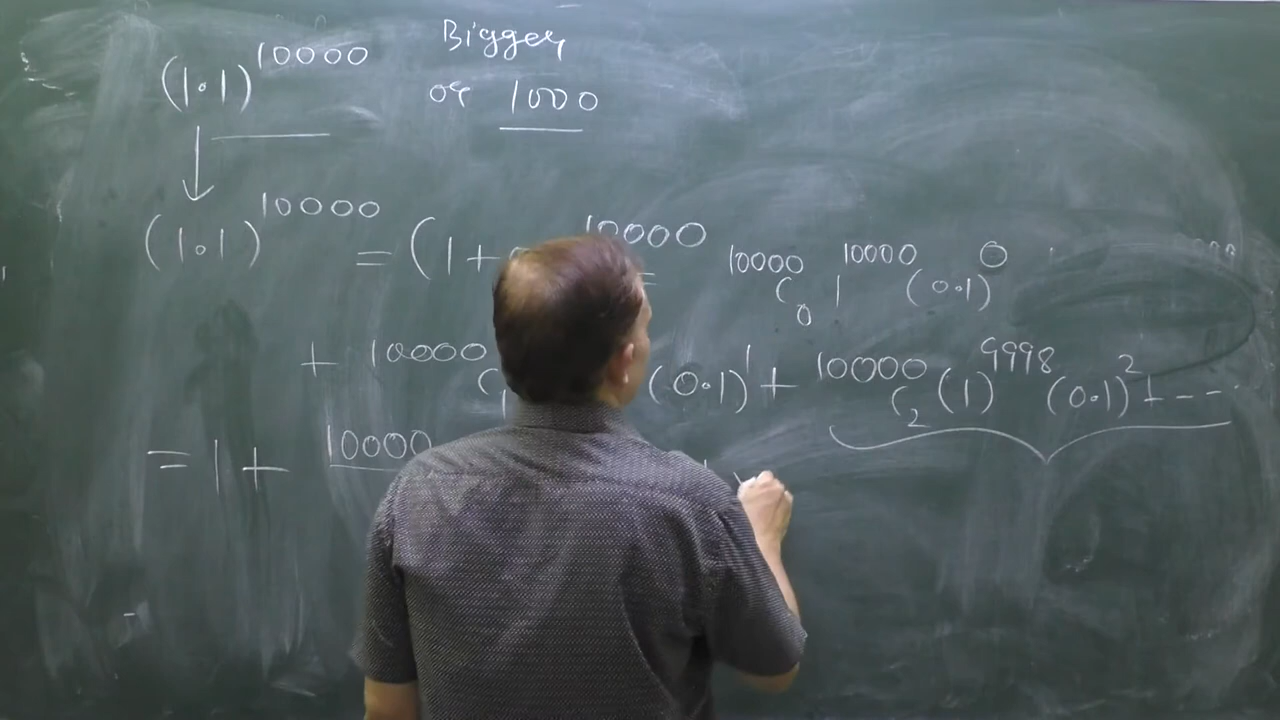 (1.1)^10000 Bigger
or 1000
(1.1)^10000 = (1+ 10000 = 10000C0 1^10000 (0.1)^0
+ 10000C1 (0.1)^1 + 10000C2 (1)^9998 (0.1)^2 + ---
= 1 + 10000